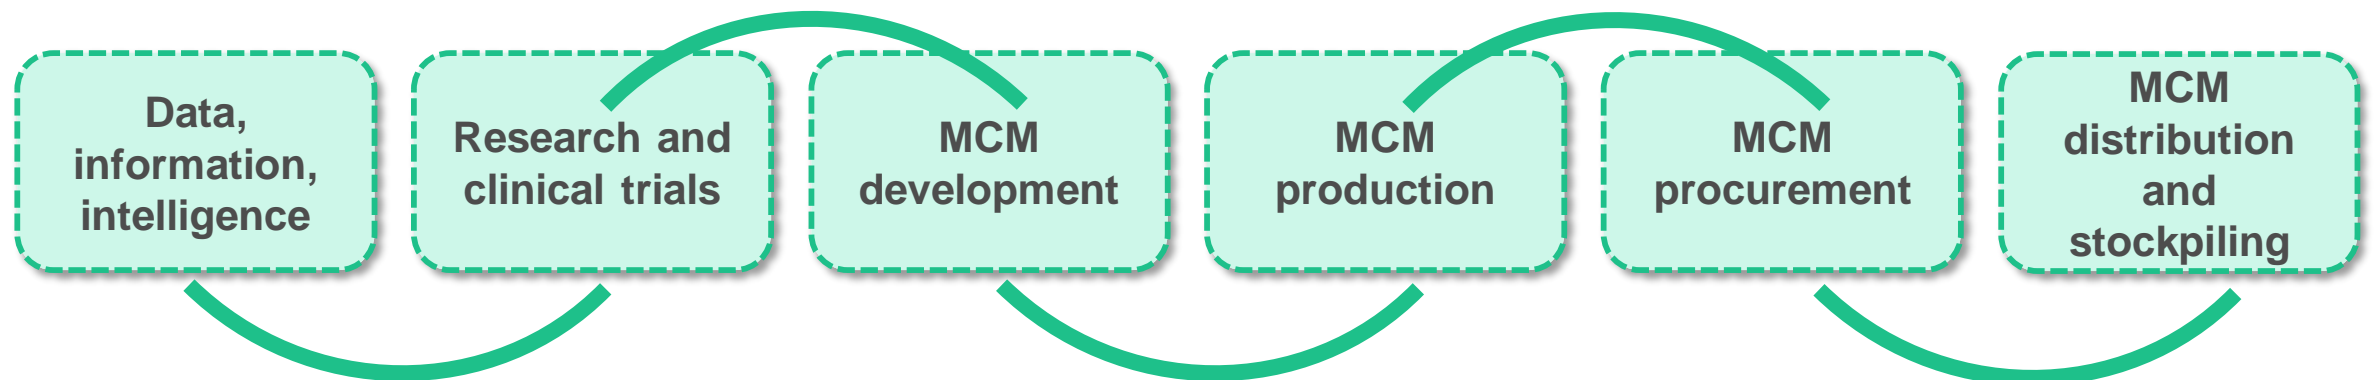 Data,
information,
intelligence
Research and
clinical trials
MCM
development
MCM
production
MCM
procurement
MCM
distribution
and
stockpiling